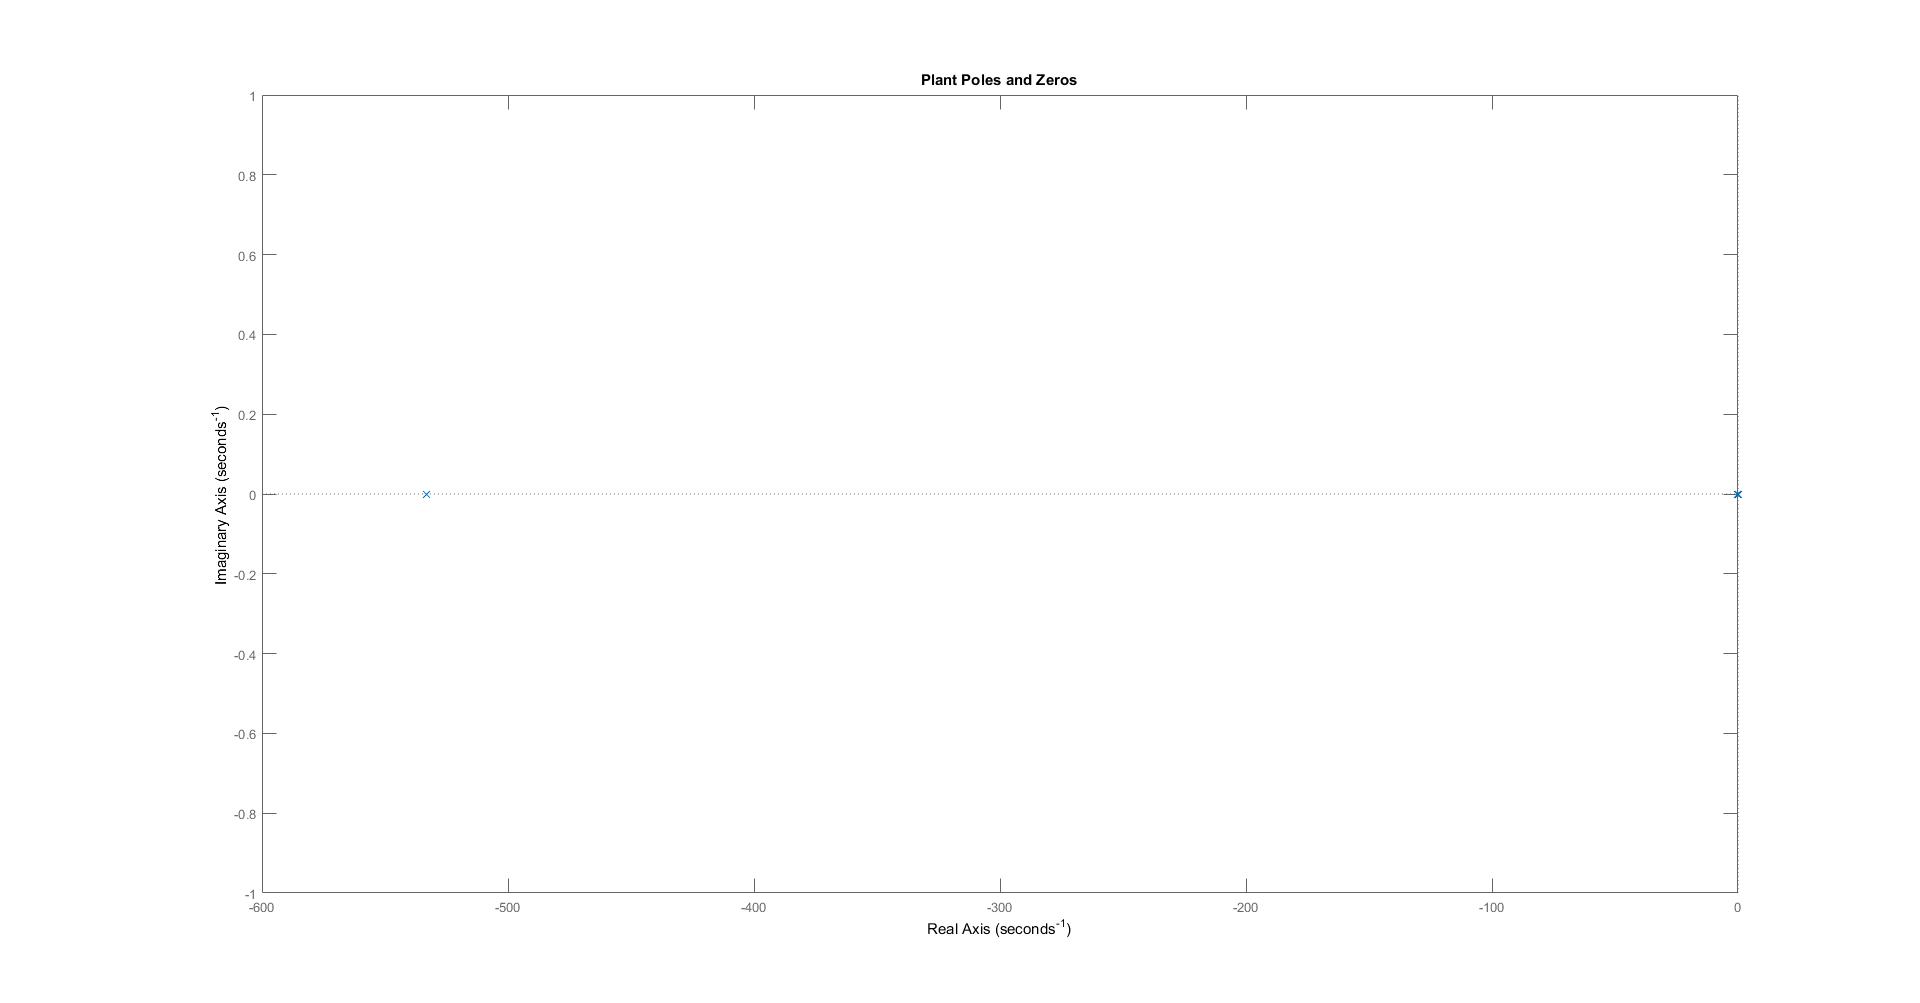 Plant Poles and Zeros
1
0.8
0.6
0.4
0.2
0
-0.2
-0.4
-0.6
-0.8
-1
Imaginary Axis (seconds⁻¹)
-600 -500 -400 -300 -200 -100 0
Real Axis (seconds⁻¹)